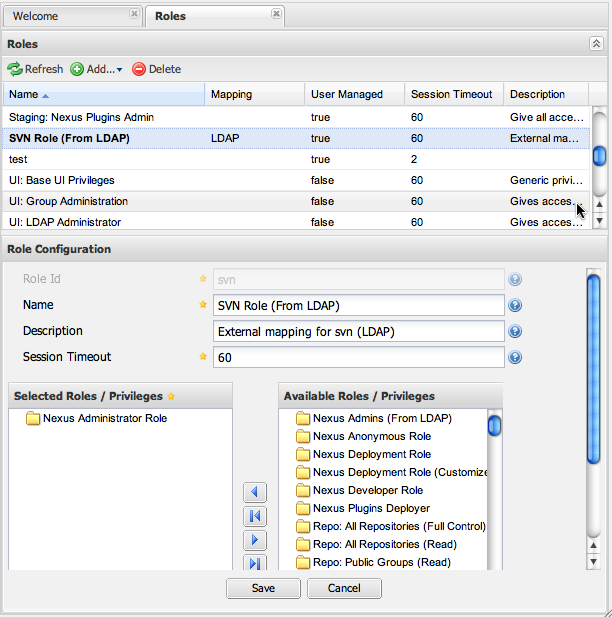 Welcome Roles
Roles
Refresh Add... Delete
Name Mapping User Managed Session Timeout Description
Staging: Nexus Plugins Admin true 60 Give all acce...
SVN Role (From LDAP) LDAP true 60 External ma...
test true 2
UI: Base UI Privileges false 60 Generic privi...
UI: Group Administration false 60 Gives acces...
UI: LDAP Administrator false 60 Gives acces...
Role Configuration
Role Id svn
Name SVN Role (From LDAP)
Description External mapping for svn (LDAP)
Session Timeout 60
Selected Roles / Privileges
Nexus Administrator Role
Available Roles / Privileges
Nexus Admins (From LDAP)
Nexus Anonymous Role
Nexus Deployment Role
Nexus Deployment Role (Customize
Nexus Developer Role
Nexus Plugins Deployer
Repo: All Repositories (Full Control)
Repo: All Repositories (Read)
Repo: Public Groups (Read)
Save Cancel